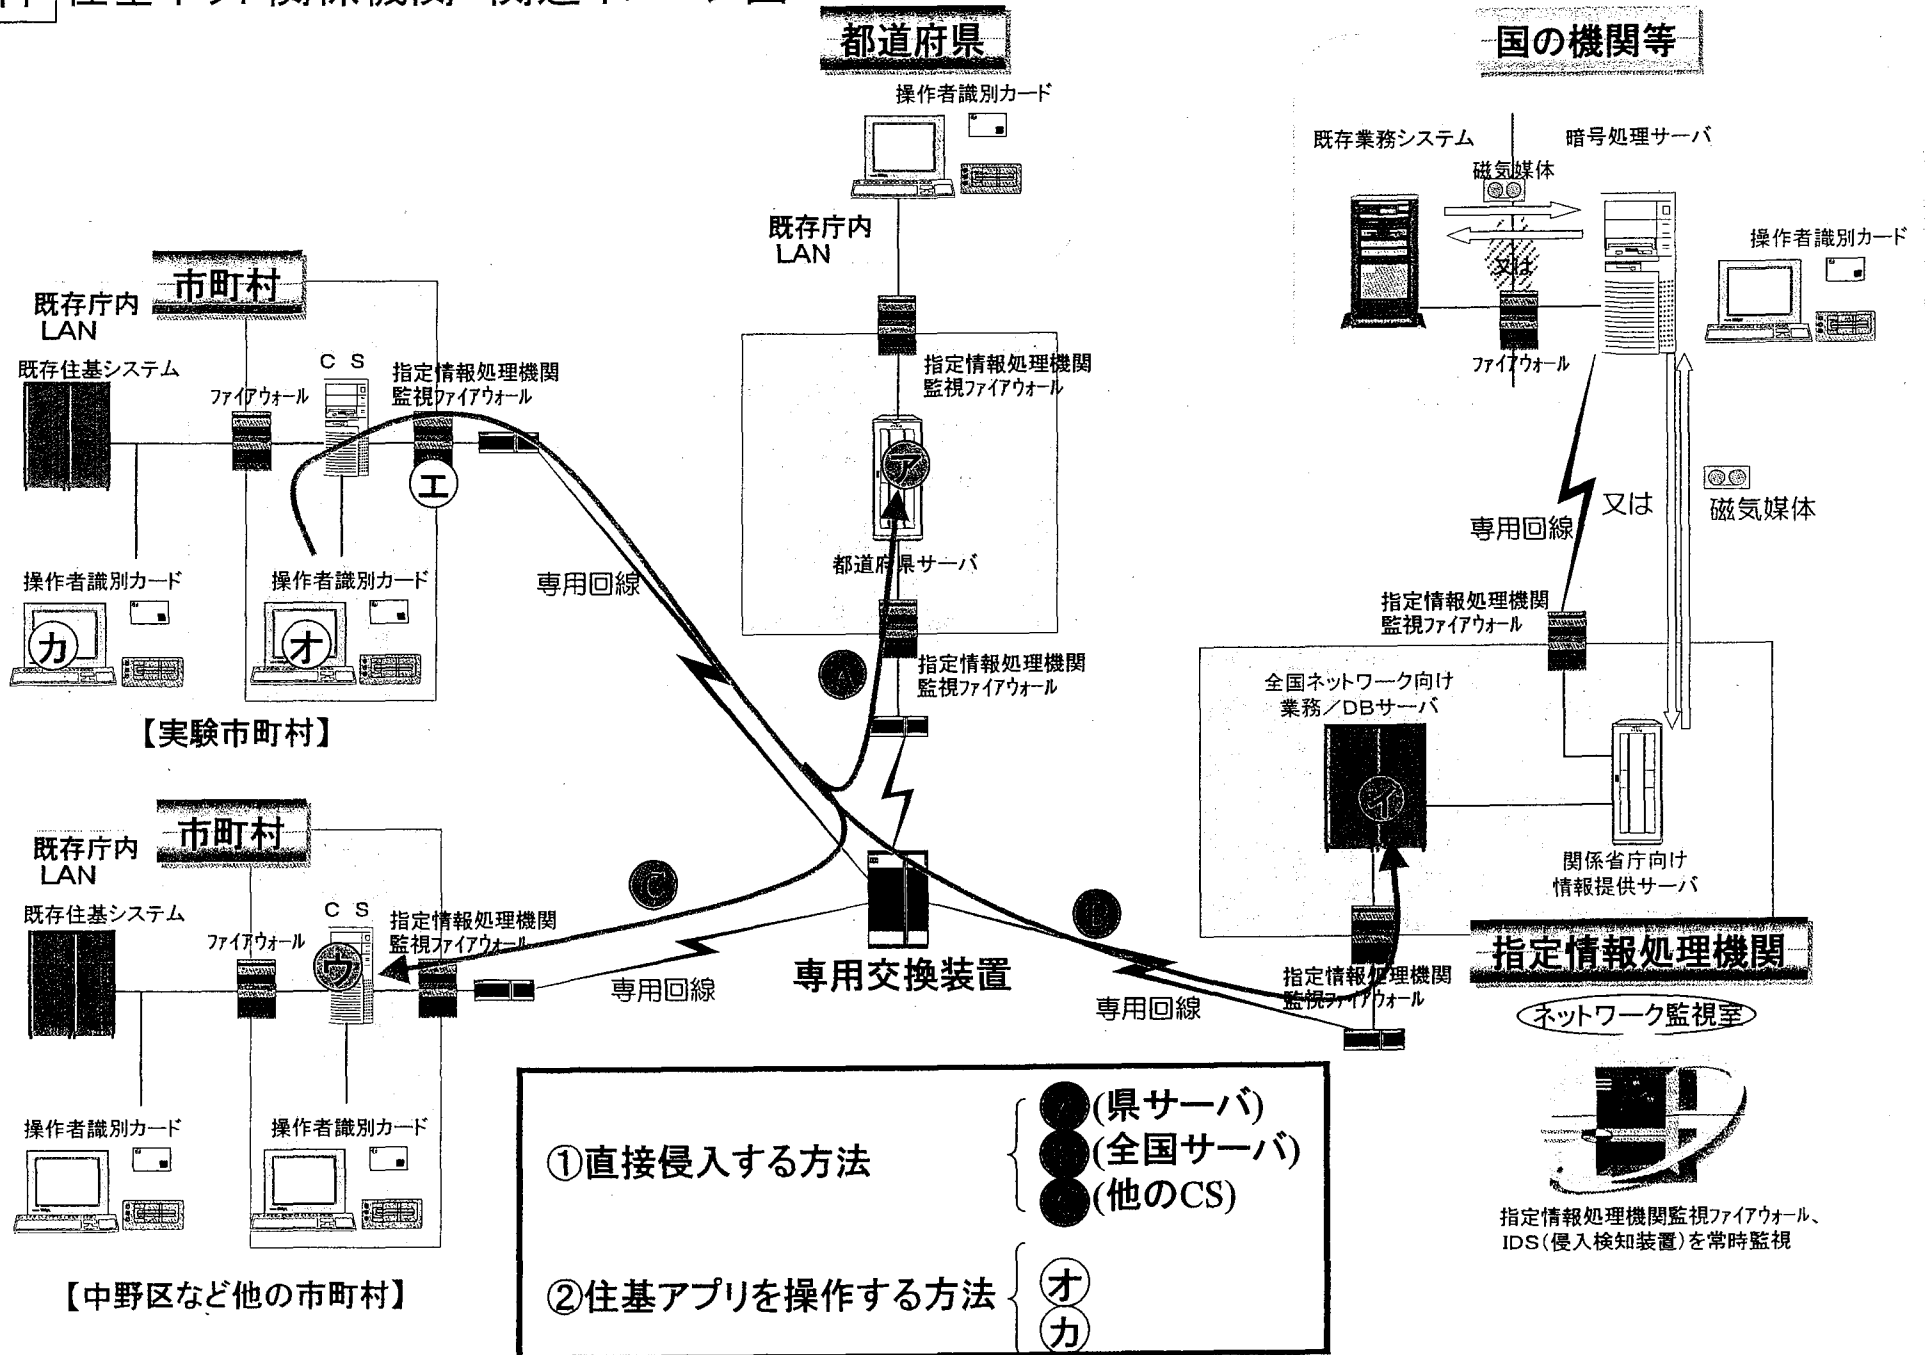 都道府県
操作者識別カード
既存庁内
LAN
指定情報処理機関
監視ファイアウォール
ア
都道府県サーバ
指定情報処理機関
監視ファイアウォール
国の機関等
既存業務システム
暗号処理サーバ
磁気媒体
又は
操作者識別カード
ファイアウォール
専用回線
又は
磁気媒体
市町村
既存庁内
LAN
既存住基システム
ファイアウォール
CS
指定情報処理機関
監視ファイアウォール
エ
操作者識別カード
カ
操作者識別カード
オ
【実験市町村】
専用回線
A
市町村
既存庁内
LAN
既存住基システム
ファイアウォール
CS
ウ
指定情報処理機関
監視ファイアウォール
操作者識別カード
操作者識別カード
【中野区など他の市町村】
C
専用回線
専用交換装置
B
専用回線
指定情報処理機関
監視ファイアウォール
全国ネットワーク向け
業務/DBサーバ
イ
関係省庁向け
情報提供サーバ
指定情報処理機関
監視ファイアウォール
指定情報処理機関
ネットワーク監視室
指定情報処理機関監視ファイアウォール、
IDS(侵入検知装置)を常時監視
①直接侵入する方法
(県サーバ)
(全国サーバ)
(他のCS)
②住基アプリを操作する方法
オ
カ